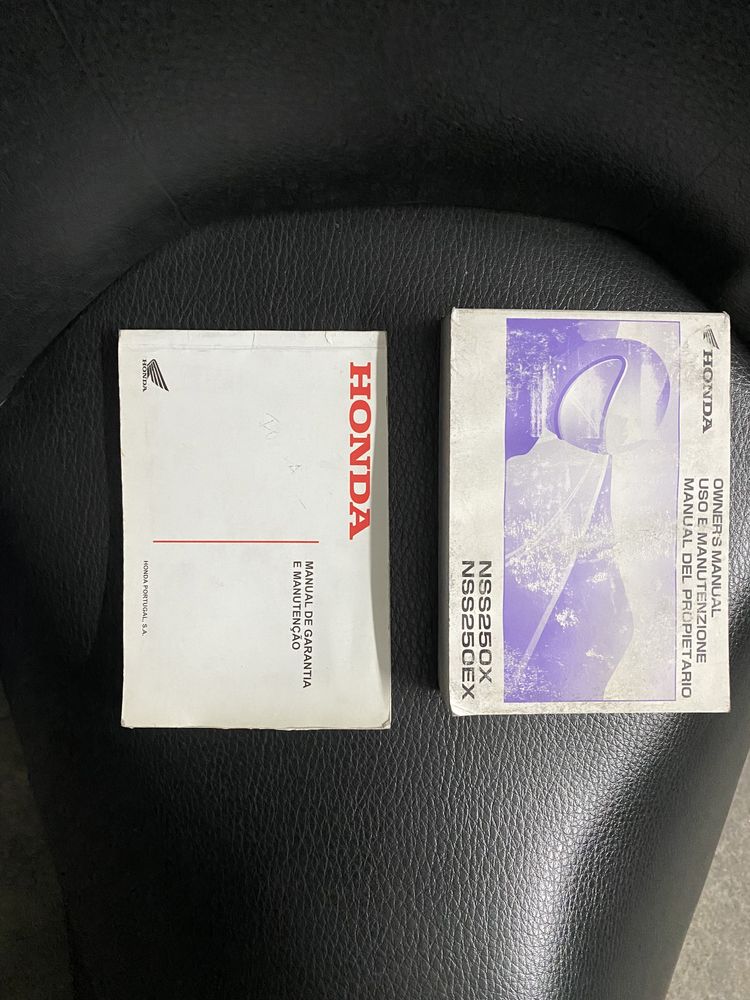 HONDA
HONDA
MANUAL DE GARANTIA
E MANUTENÇÃO
HONDA PORTUGAL, S.A.
HONDA
OWNER'S MANUAL
USO E MANUTENZIONE
MANUAL DEL PROPIETARIO
NSS250X
NSS250EX